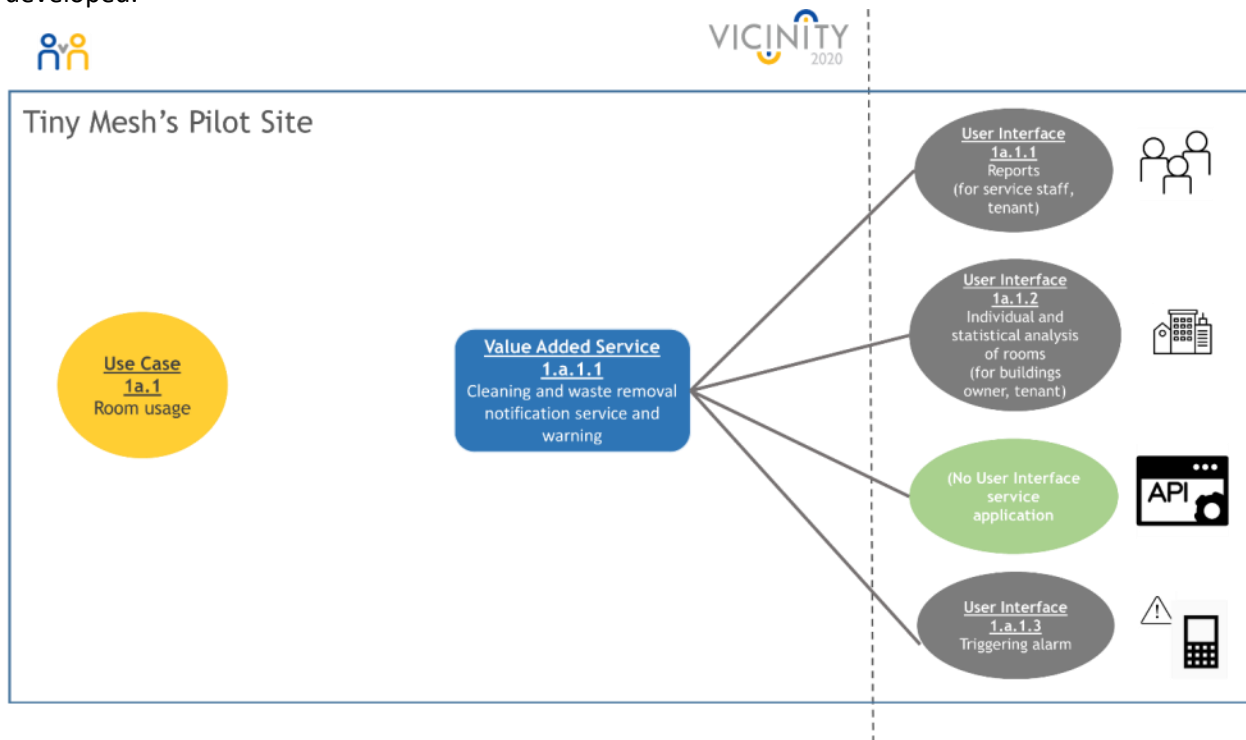 developed.
VICINITY
2020
Tiny Mesh's Pilot Site
User Interface
1a.1.1
Reports
(for service staff,
tenant)
User Interface
1a.1.2
Individual and
statistical analysis
of rooms
(for buildings
owner, tenant)
Use Case
1a.1
Room usage
Value Added Service
1.a.1.1
Cleaning and waste removal
notification service and
warning
(No User Interface
service
application
API
User Interface
1.a.1.3
Triggering alarm